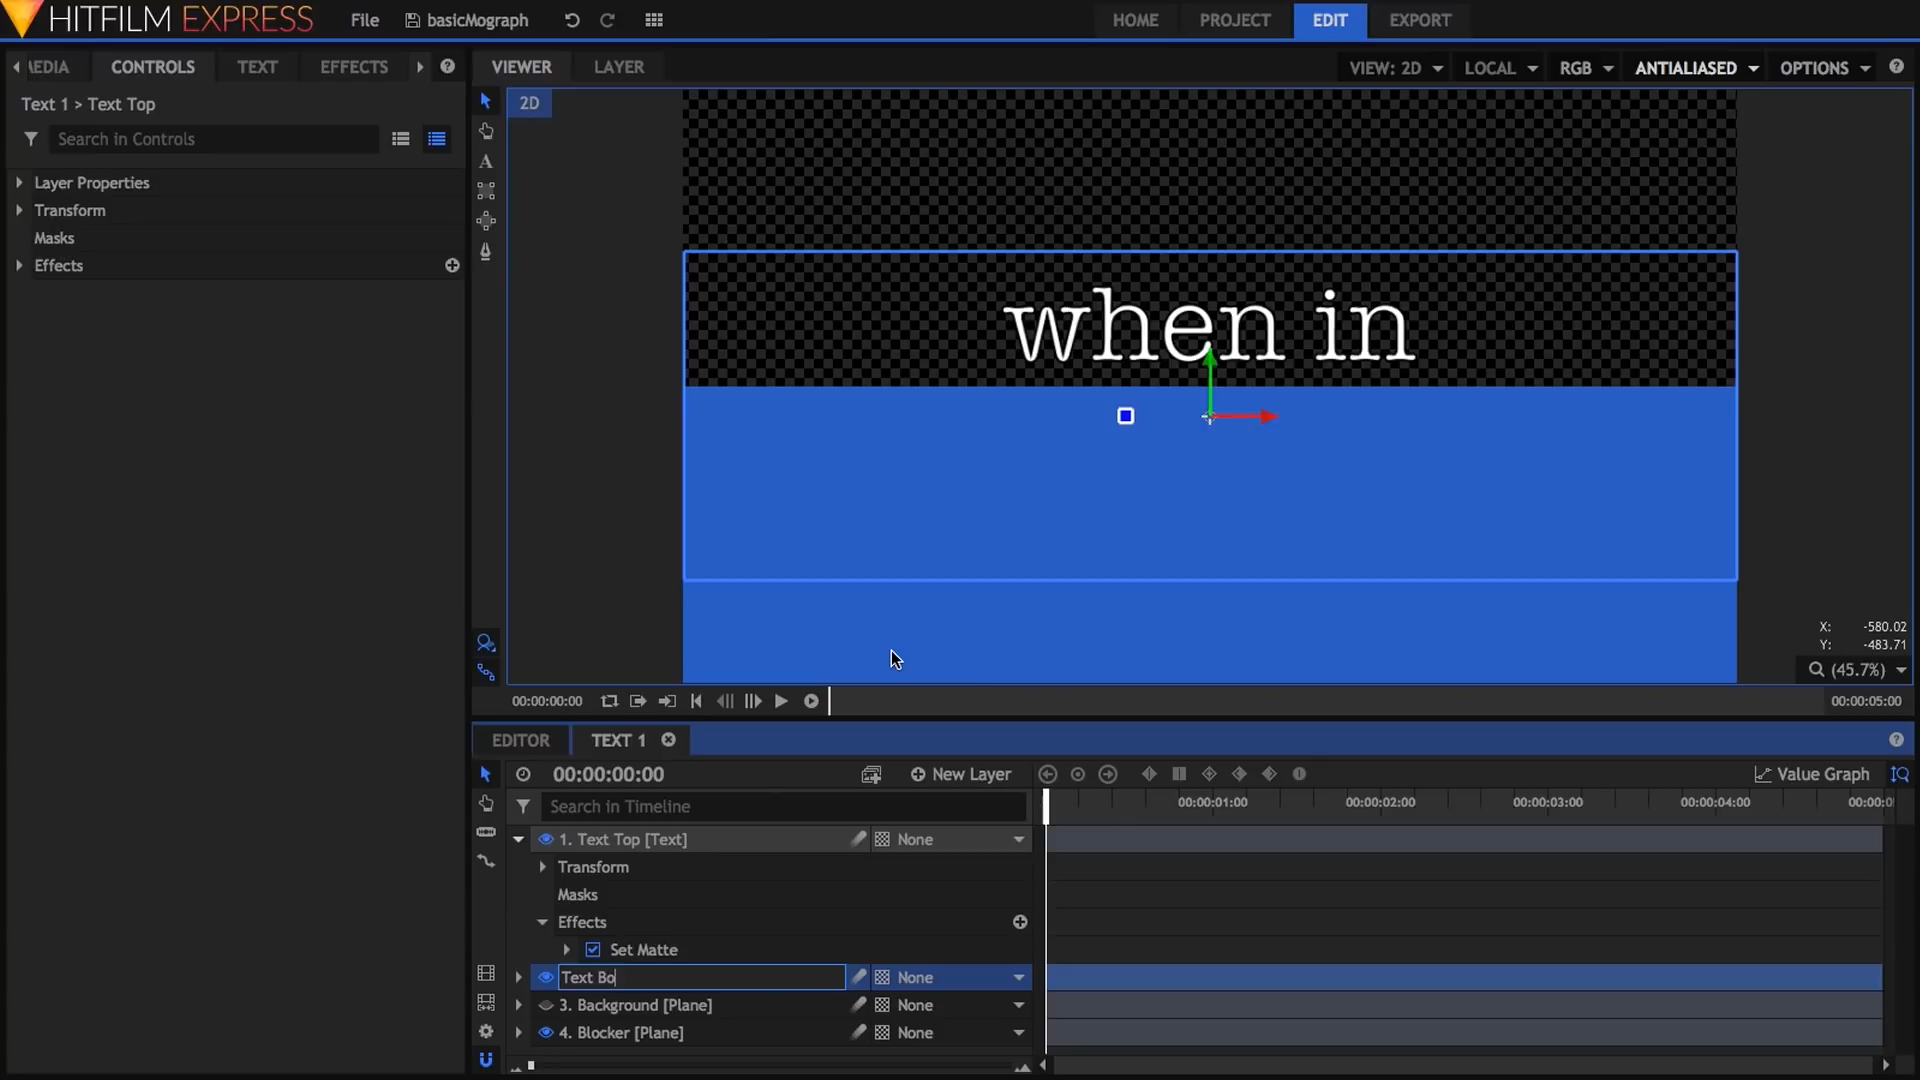 HITFILM EXPRESS File basicMograph HOME PROJECT EDIT EXPORT
MEDIA CONTROLS TEXT EFFECTS VIEWER LAYER VIEW: 2D LOCAL RGB ANTIALIASED OPTIONS
Text 1 > Text Top
2D
Search in Controls
Layer Properties
Transform
Masks
Effects
when in
X: -580.02
Y: -483.71
(45.7%)
00:00:00:00 00:00:05:00
EDITOR TEXT 1
00:00:00:00 New Layer Value Graph
Search in Timeline 00:00:01:00 00:00:02:00 00:00:03:00 00:00:04:00 00:00:0
1. Text Top [Text] None
Transform
Masks
Effects
Set Matte
Text Bo None
3. Background [Plane] None
4. Blocker [Plane] None